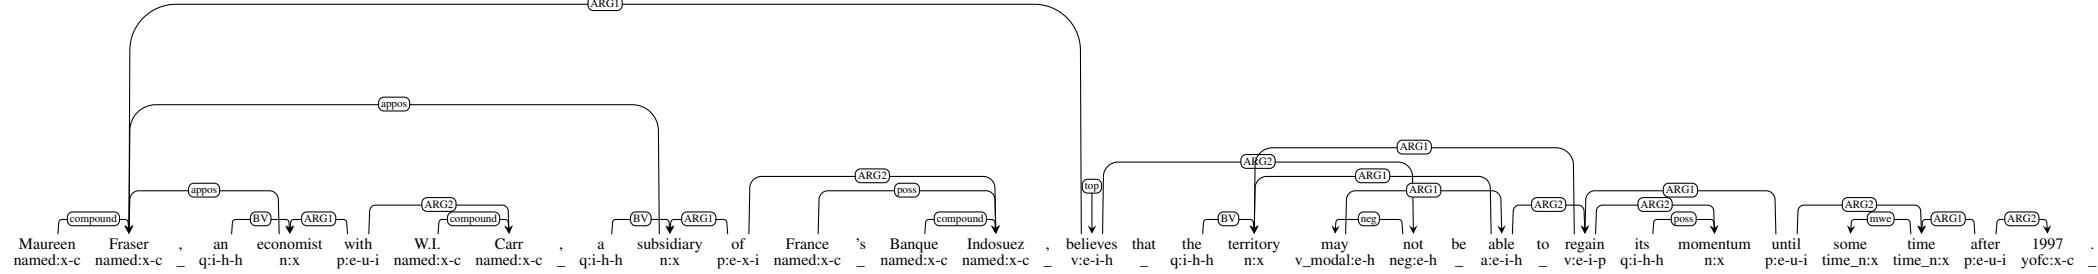 ARG1
appos
ARG1
ARG2
top
ARG2 poss ARG1
appos ARG1 ARG1
ARG2 ARG2 ARG2 ARG2
compound BV ARG1 compound BV ARG1 compound BV neg poss mwe ARG1 ARG2
Maureen Fraser , an economist with W.I. Carr , a subsidiary of France 's Banque Indosuez , believes that the territory may not be able to regain its momentum until some time after 1997 .
named:x-c named:x-c _ q:i-h-h n:x p:e-u-i named:x-c named:x-c _ q:i-h-h n:x p:e-x-i named:x-c _ named:x-c named:x-c _ v:e-i-h _ q:i-h-h n:x v_modal:e-h neg:e-h _ a:e-i-h _ v:e-i-p q:i-h-h n:x p:e-u-i time_n:x time_n:x p:e-u-i yofc:x-c _